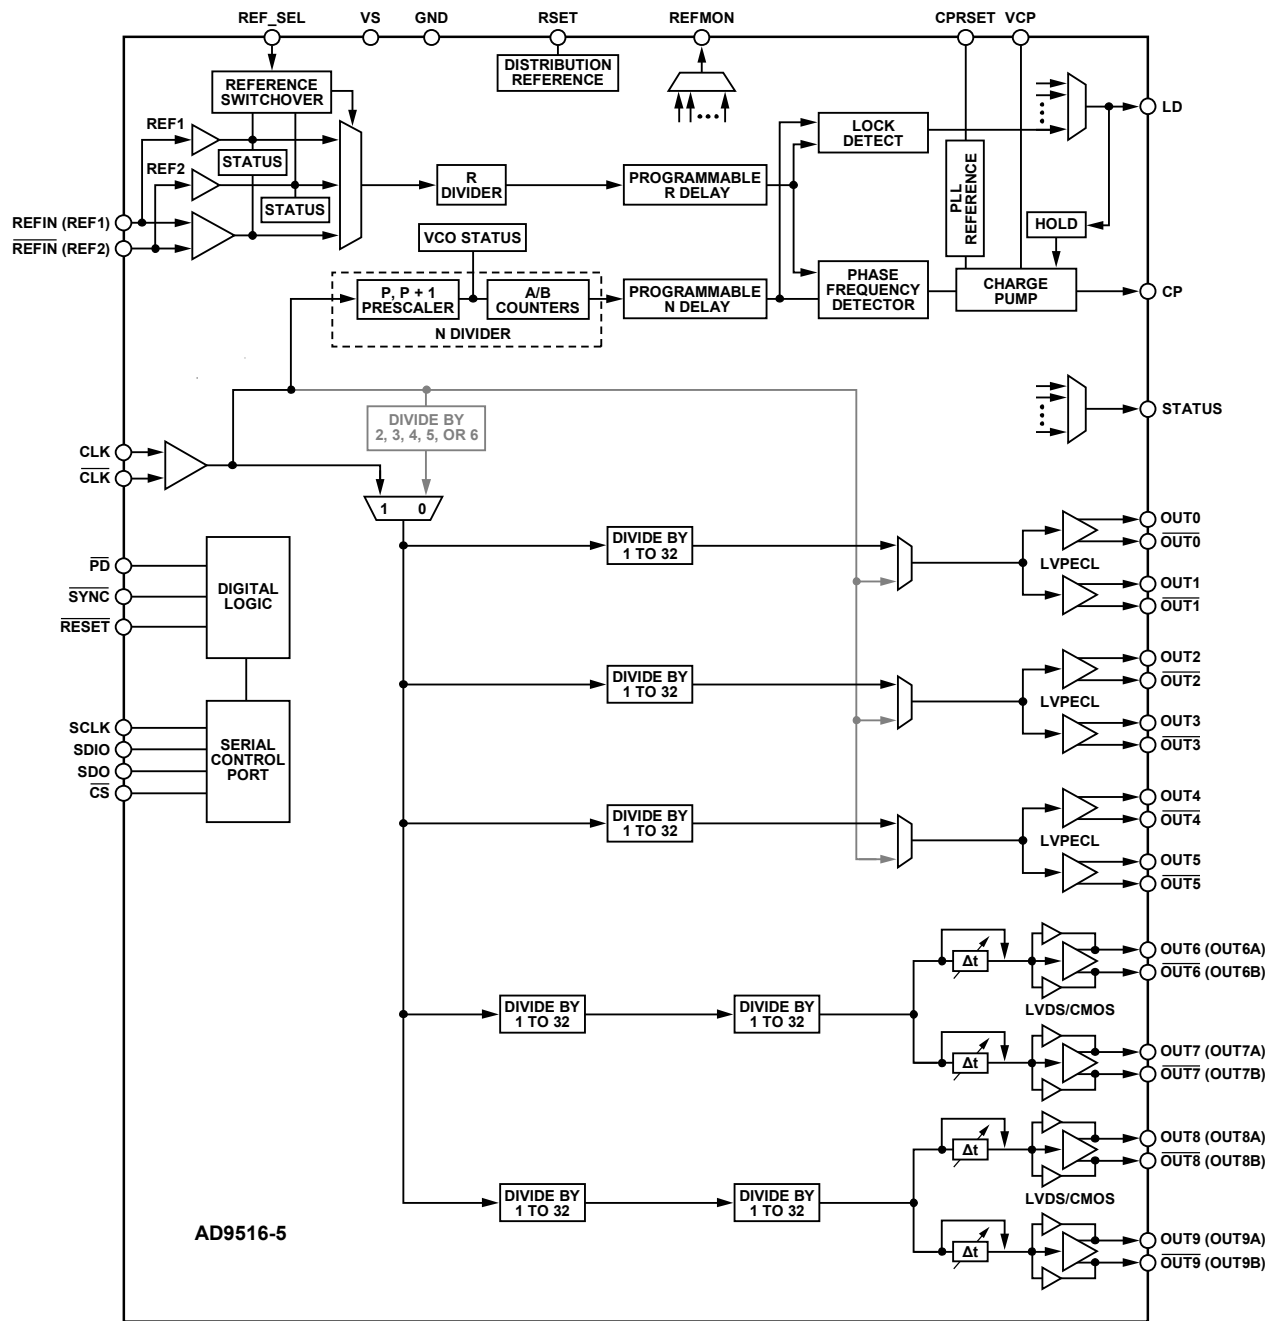 REF_SEL VS GND RSET REFMON CPRSET VCP
DISTRIBUTION
REFERENCE
REFERENCE
SWITCHOVER
REF1
STATUS
REF2
STATUS
REFIN (REF1)
REFIN (REF2)
R
DIVIDER
PROGRAMMABLE
R DELAY
LOCK
DETECT
LD
PLL
REFERENCE
HOLD
VCO STATUS
P, P + 1
PRESCALER
A/B
COUNTERS
N DIVIDER
PROGRAMMABLE
N DELAY
PHASE
FREQUENCY
DETECTOR
CHARGE
PUMP
CP
STATUS
DIVIDE BY
2, 3, 4, 5, OR 6
CLK
CLK
1 0
PD
SYNC
RESET
DIGITAL
LOGIC
SCLK
SDIO
SDO
CS
SERIAL
CONTROL
PORT
DIVIDE BY
1 TO 32
LVPECL
OUT0
OUT0
OUT1
OUT1
DIVIDE BY
1 TO 32
LVPECL
OUT2
OUT2
OUT3
OUT3
DIVIDE BY
1 TO 32
LVPECL
OUT4
OUT4
OUT5
OUT5
DIVIDE BY
1 TO 32
DIVIDE BY
1 TO 32
Δt
Δt
LVDS/CMOS
OUT6 (OUT6A)
OUT6 (OUT6B)
OUT7 (OUT7A)
OUT7 (OUT7B)
DIVIDE BY
1 TO 32
DIVIDE BY
1 TO 32
Δt
Δt
LVDS/CMOS
OUT8 (OUT8A)
OUT8 (OUT8B)
OUT9 (OUT9A)
OUT9 (OUT9B)
AD9516-5